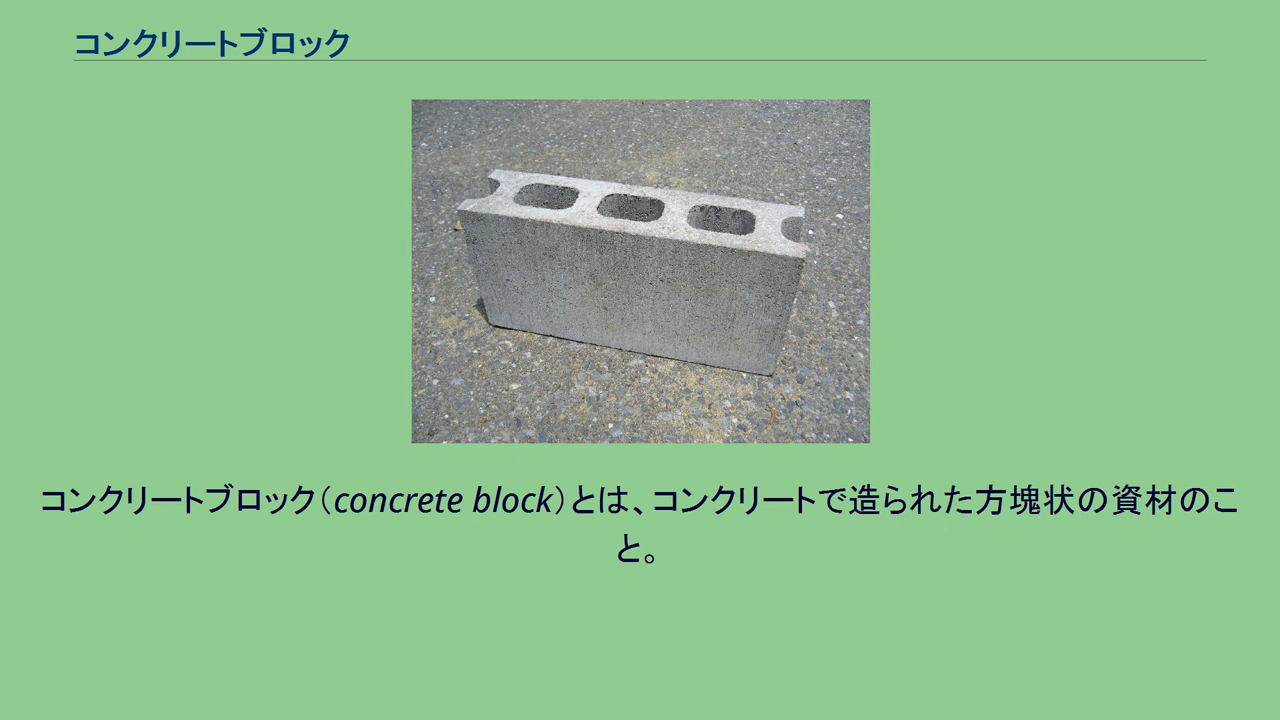 コンクリートブロック
コンクリートブロック（concrete block）とは、コンクリートで造られた方塊状の資材のこ
と。